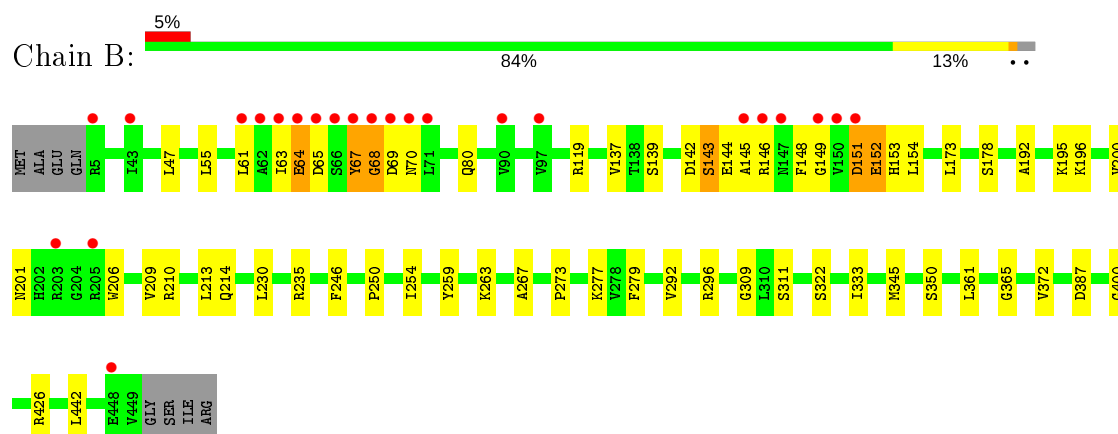 5%
Chain B:
84% 13% • •
MET ALA GLU GLN R5 I43 L47 L55 L61 A62 I63 E64 D65 S66 Y67 G68 D69 N70 L71 Q80 V90 V97 R119 V137 T138 S139 D142 S143 E144 A145 R146 N147 F148 G149 V150 D151 E152 H153 L154 L173 S178 A192 K195 K196
N201 H202 R203 G204 R205 W206 V209 R210 L213 Q214 L230 R235 F246 P250 I254 Y259 K263 A267 P273 K277 V278 F279 V292 R296 G309 L310 S311 S322 I333 M345 S350 L361 G365 V372 D387
R426 L442 E448 V449 GLY SER ILE ARG